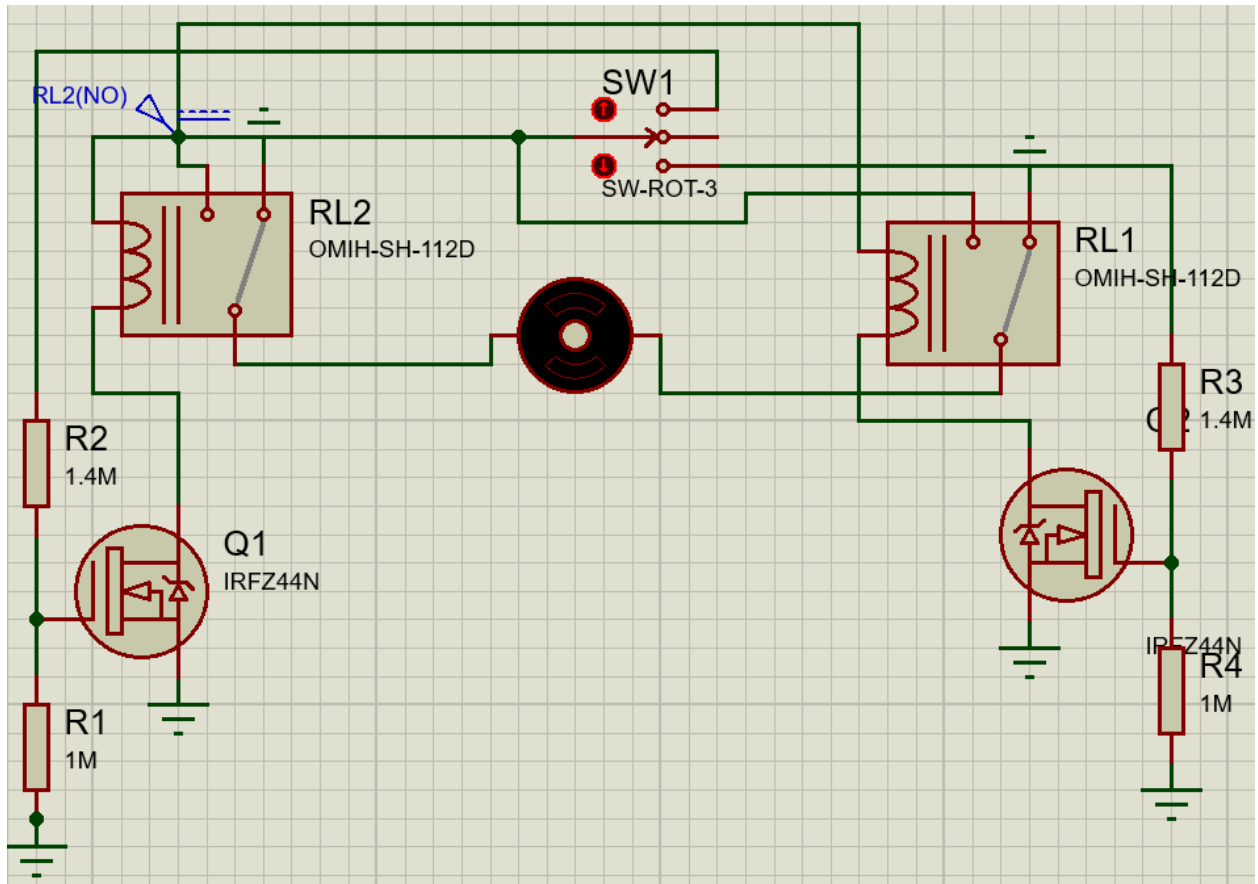 SW1
RL2(NO)
SW-ROT-3
RL2
OMIH-SH-112D
RL1
OMIH-SH-112D
R3
1.4M
R2
1.4M
Q1
IRFZ44N
IRFZ44N
R4
1M
R1
1M